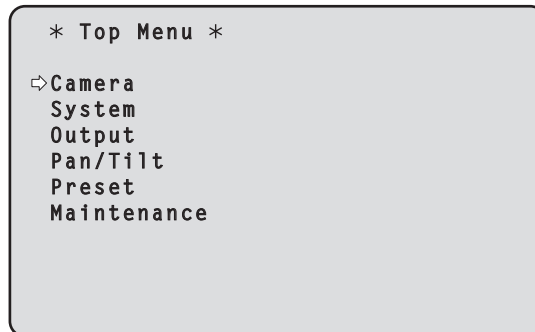 * Top Menu *
⇨Camera
System
Output
Pan/Tilt
Preset
Maintenance